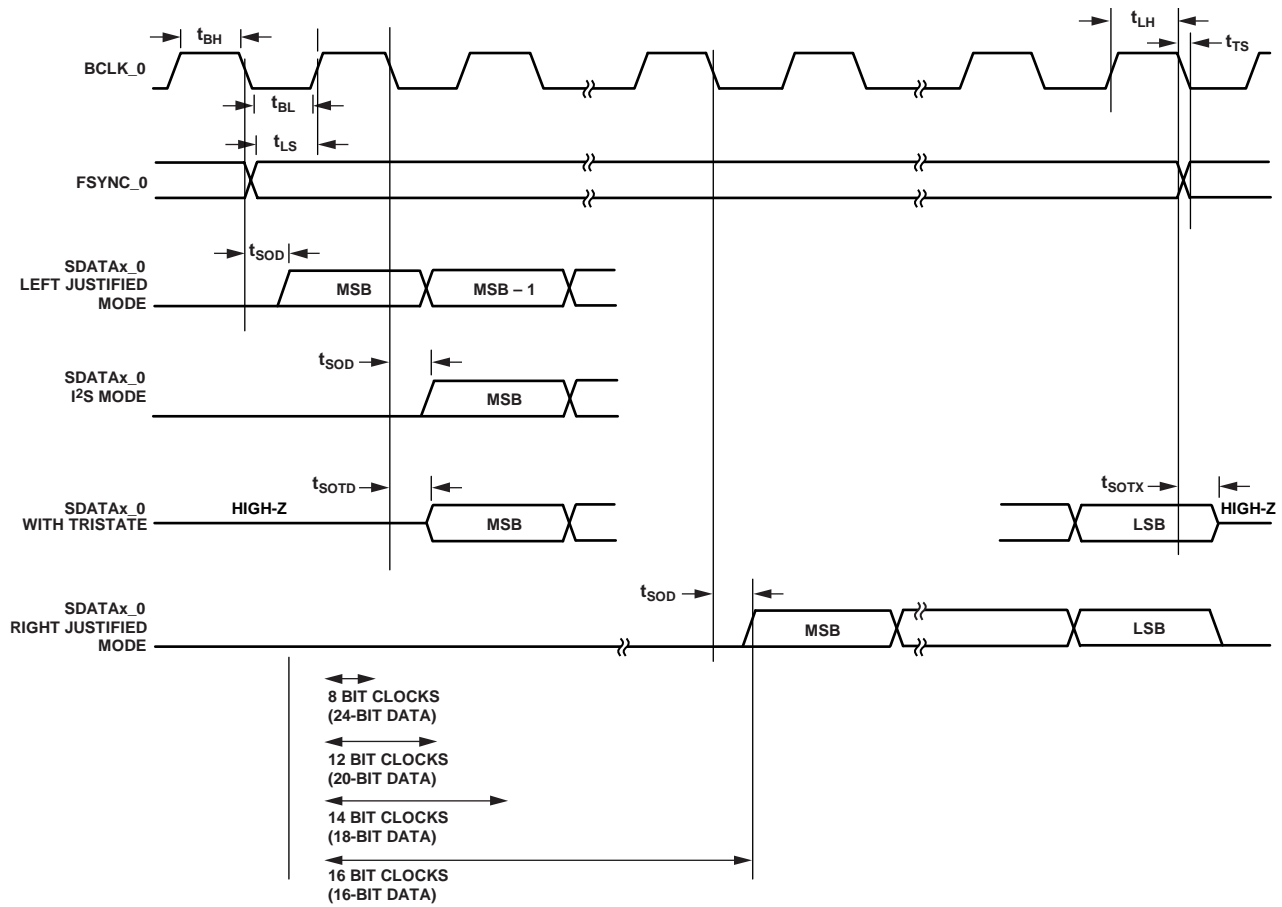 tLH
tBH
tTS
BCLK_0
tBL
tLS
FSYNC_0
tSOD
SDATAx_0
LEFT JUSTIFIED
MODE
MSB
MSB – 1
tSOD
SDATAx_0
I2S MODE
MSB
tSOTD
tSOTX
HIGH-Z
HIGH-Z
SDATAx_0
WITH TRISTATE
MSB
LSB
tSOD
SDATAx_0
RIGHT JUSTIFIED
MODE
MSB
LSB
8 BIT CLOCKS
(24-BIT DATA)
12 BIT CLOCKS
(20-BIT DATA)
14 BIT CLOCKS
(18-BIT DATA)
16 BIT CLOCKS
(16-BIT DATA)